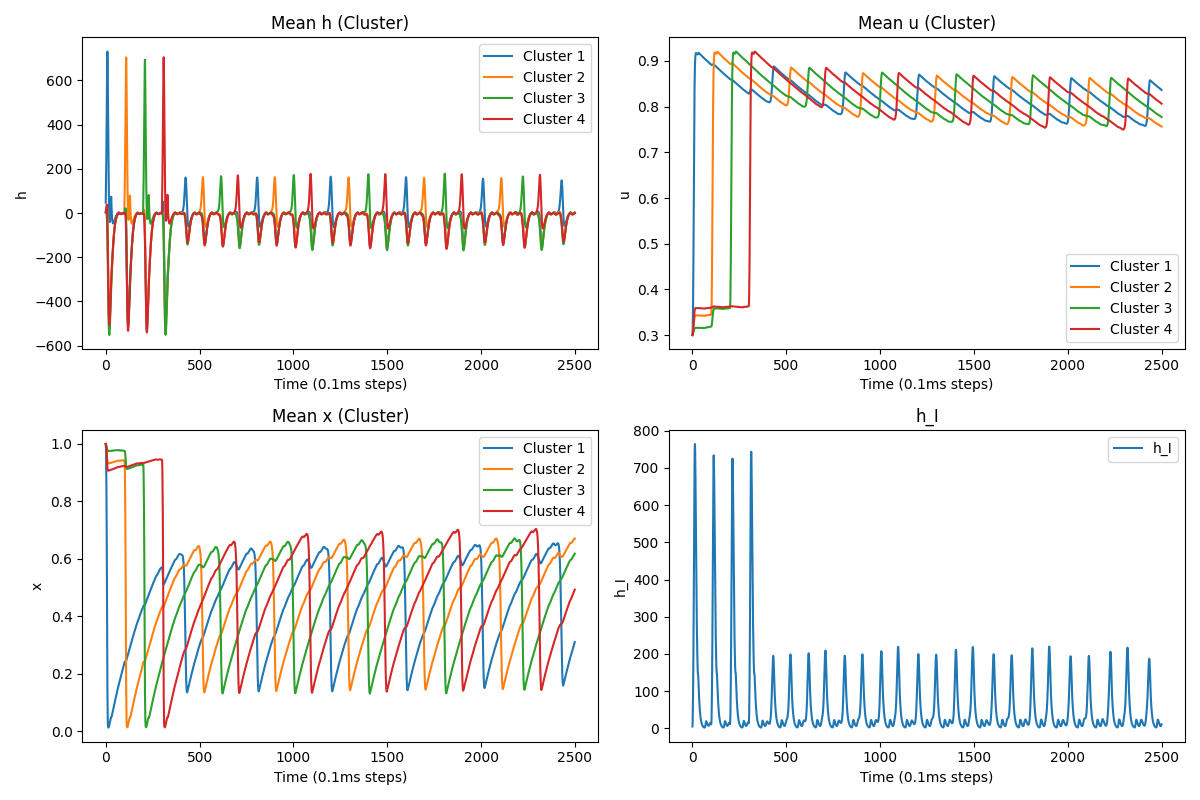 Mean h (Cluster)
h
600
400
200
0
−200
−400
−600
0
500
1000
1500
2000
2500
Time (0.1ms steps)
Cluster 1
Cluster 2
Cluster 3
Cluster 4
Mean u (Cluster)
u
0.9
0.8
0.7
0.6
0.5
0.4
0.3
0
500
1000
1500
2000
2500
Time (0.1ms steps)
Cluster 1
Cluster 2
Cluster 3
Cluster 4
Mean x (Cluster)
x
1.0
0.8
0.6
0.4
0.2
0.0
0
500
1000
1500
2000
2500
Time (0.1ms steps)
Cluster 1
Cluster 2
Cluster 3
Cluster 4
h_I
h_I
800
700
600
500
400
300
200
100
0
0
500
1000
1500
2000
2500
Time (0.1ms steps)
h_I